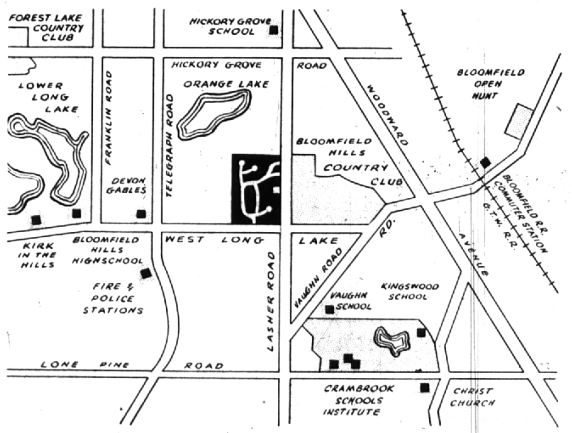 FOREST LAKE
COUNTRY
CLUB
HICKORY GROVE
SCHOOL
HICKORY GROVE
ROAD
ORANGE LAKE
LOWER
LONG
LAKE
FRANKLIN ROAD
TELEGRAPH ROAD
WOODWARD
BLOOMFIELD
OPEN
HUNT
BLOOMFIELD
HILLS
COUNTRY
CLUB
DEVON
GABLES
BLOOMFIELD R.R.
COMMUTER STATION
G.T.W. R.R.
KIRK
IN THE
HILLS
BLOOMFIELD
HILLS
HIGHSCHOOL
WEST LONG
LAKE
RD.
AVENUE
FIRE &
POLICE
STATIONS
LASHER ROAD
VAUGHN ROAD
VAUGHN
SCHOOL
KINGSWOOD
SCHOOL
LONE PINE
ROAD
CRAMBROOK
SCHOOLS
INSTITUTE
CHRIST
CHURCH